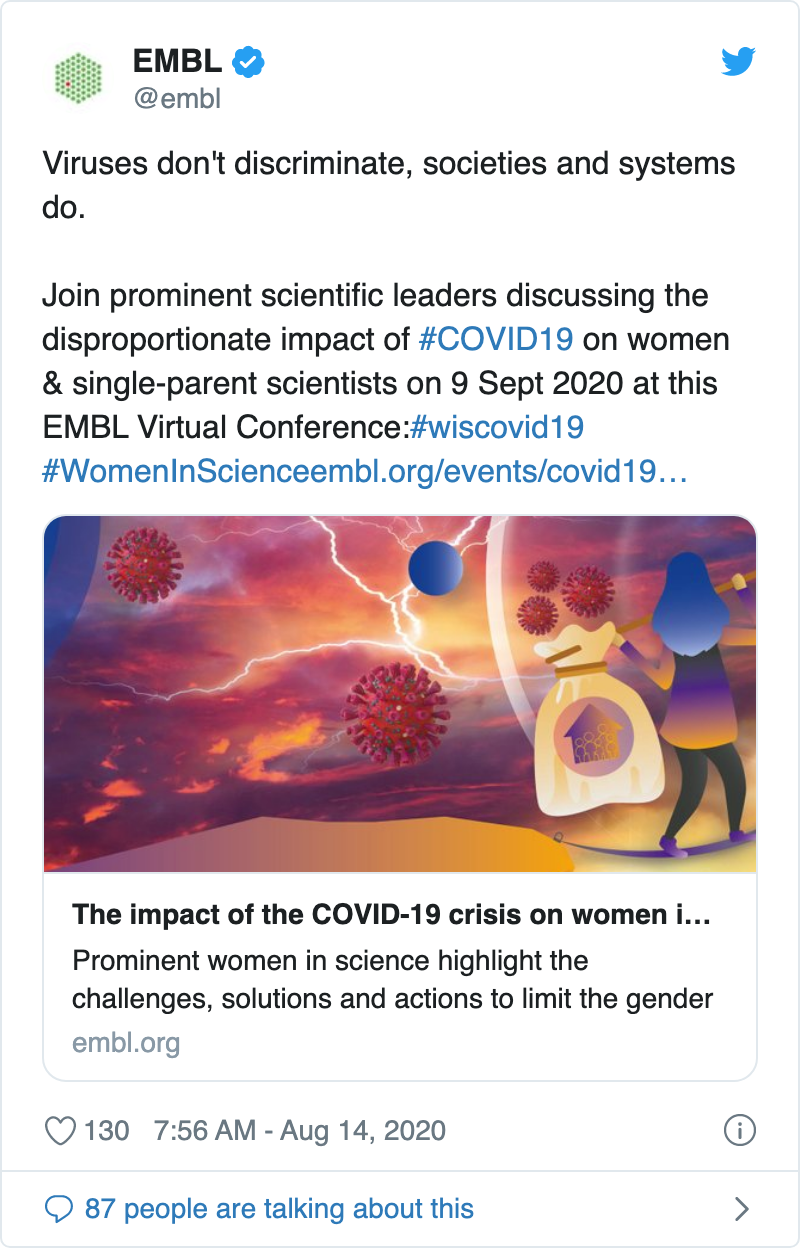 EMBL
@embl
Viruses don't discriminate, societies and systems
do.
Join prominent scientific leaders discussing the
disproportionate impact of #COVID19 on women
& single-parent scientists on 9 Sept 2020 at this
EMBL Virtual Conference:#wiscovid19
#WomenInScienceembl.org/events/covid19…
The impact of the COVID-19 crisis on women i…
Prominent women in science highlight the
challenges, solutions and actions to limit the gender
embl.org
130 7:56 AM - Aug 14, 2020
87 people are talking about this